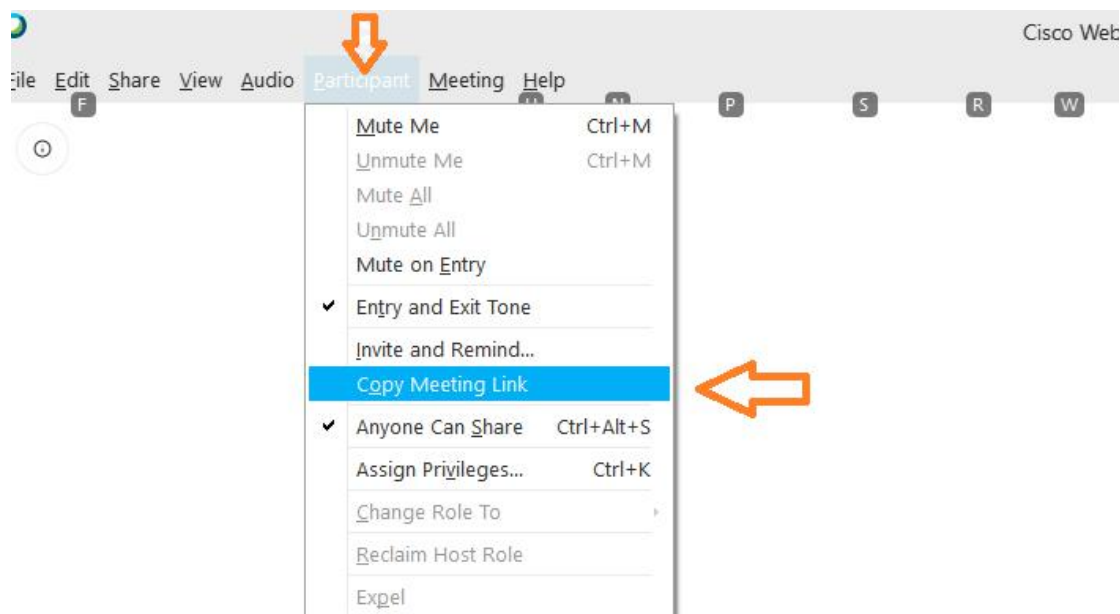 Cisco Web
File Edit Share View Audio Participant Meeting Help
F P S R W
Mute Me Ctrl+M
Unmute Me Ctrl+M
Mute All
Unmute All
Mute on Entry
Entry and Exit Tone
Invite and Remind...
Copy Meeting Link
Anyone Can Share Ctrl+Alt+S
Assign Privileges... Ctrl+K
Change Role To
Reclaim Host Role
Expel